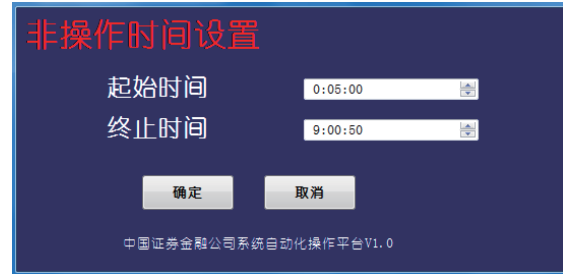 非操作时间设置
起始时间 0:05:00
终止时间 9:00:50
确定 取消
中国证券金融公司系统自动化操作平台V1.0